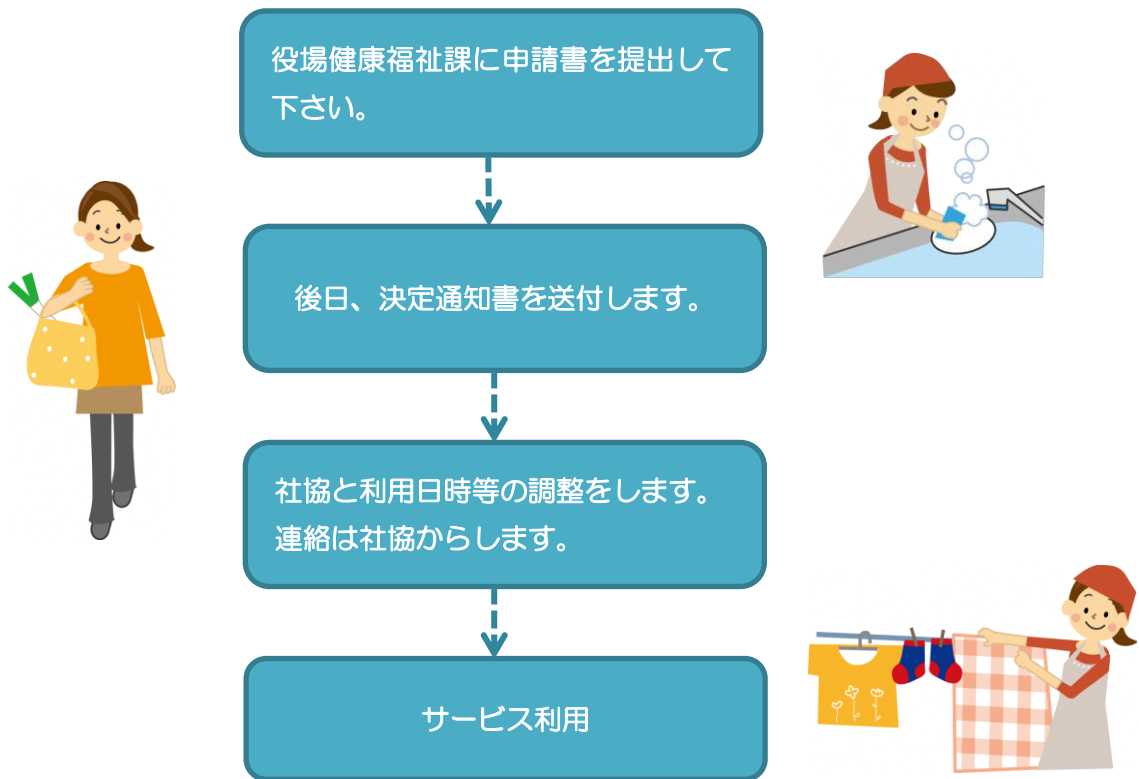 役場健康福祉課に申請書を提出して
下さい。
後日、決定通知書を送付します。
社協と利用日時等の調整をします。
連絡は社協からします。
サービス利用